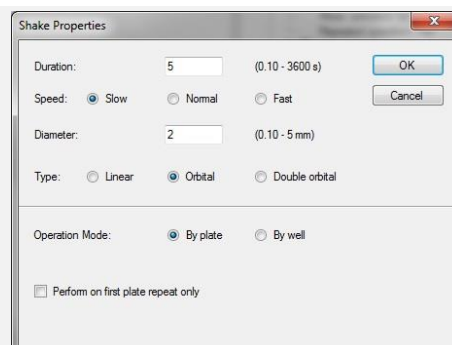 Shake Properties
Duration: 5 (0.10 - 3600 s) OK
Speed: Slow Normal Fast Cancel
Diameter: 2 (0.10 - 5 mm)
Type: Linear Orbital Double orbital
Operation Mode: By plate By well
Perform on first plate repeat only